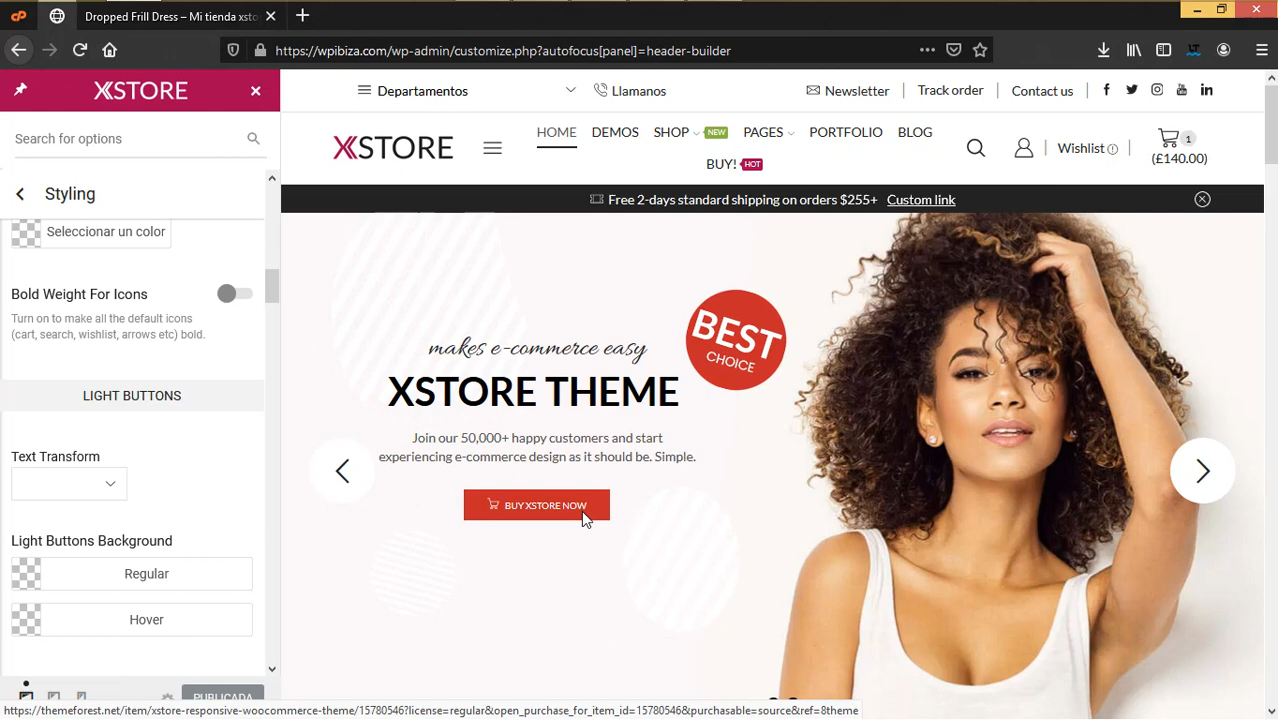 Dropped Frill Dress – Mi tienda xsto
https://wpibiza.com/wp-admin/customize.php?autofocus[panel]=header-builder
XSTORE
Search for options
Styling
Seleccionar un color
Bold Weight For Icons
Turn on to make all the default icons
(cart, search, wishlist, arrows etc) bold.
LIGHT BUTTONS
Text Transform
Light Buttons Background
Regular
Hover
PUBLICADA
Departamentos
Llamanos
Newsletter
Track order
Contact us
XSTORE
HOME DEMOS SHOP NEW PAGES PORTFOLIO BLOG
BUY! HOT
Wishlist
1
(£140.00)
Free 2-days standard shipping on orders $255+ Custom link
makes e-commerce easy
XSTORE THEME
BEST
CHOICE
Join our 50,000+ happy customers and start
experiencing e-commerce design as it should be. Simple.
BUY XSTORE NOW
https://themeforest.net/item/xstore-responsive-woocommerce-theme/15780546?license=regular&open_purchase_for_item_id=15780546&purchasable=source&ref=8theme